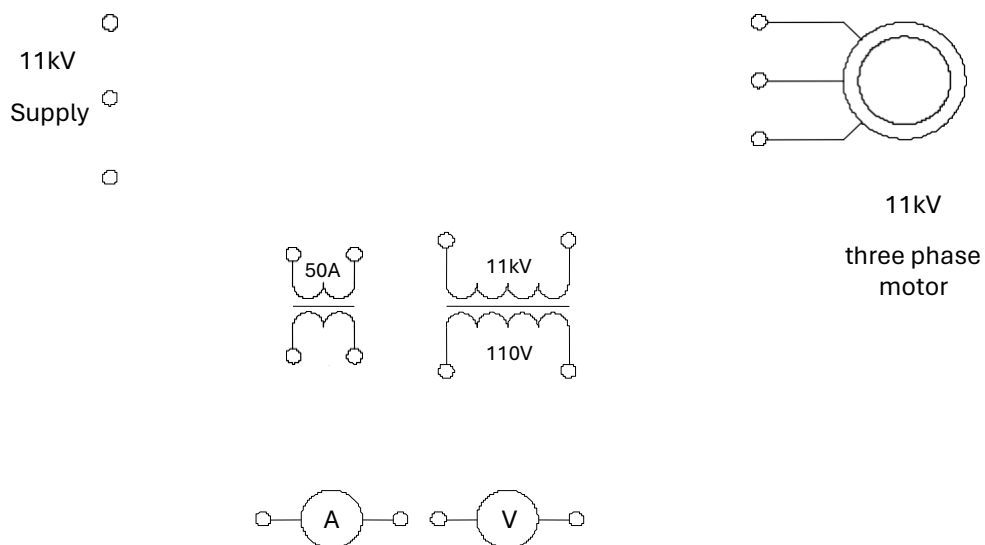 11kV
Supply
11kV
three phase
motor
50A
11kV
110V
A
V